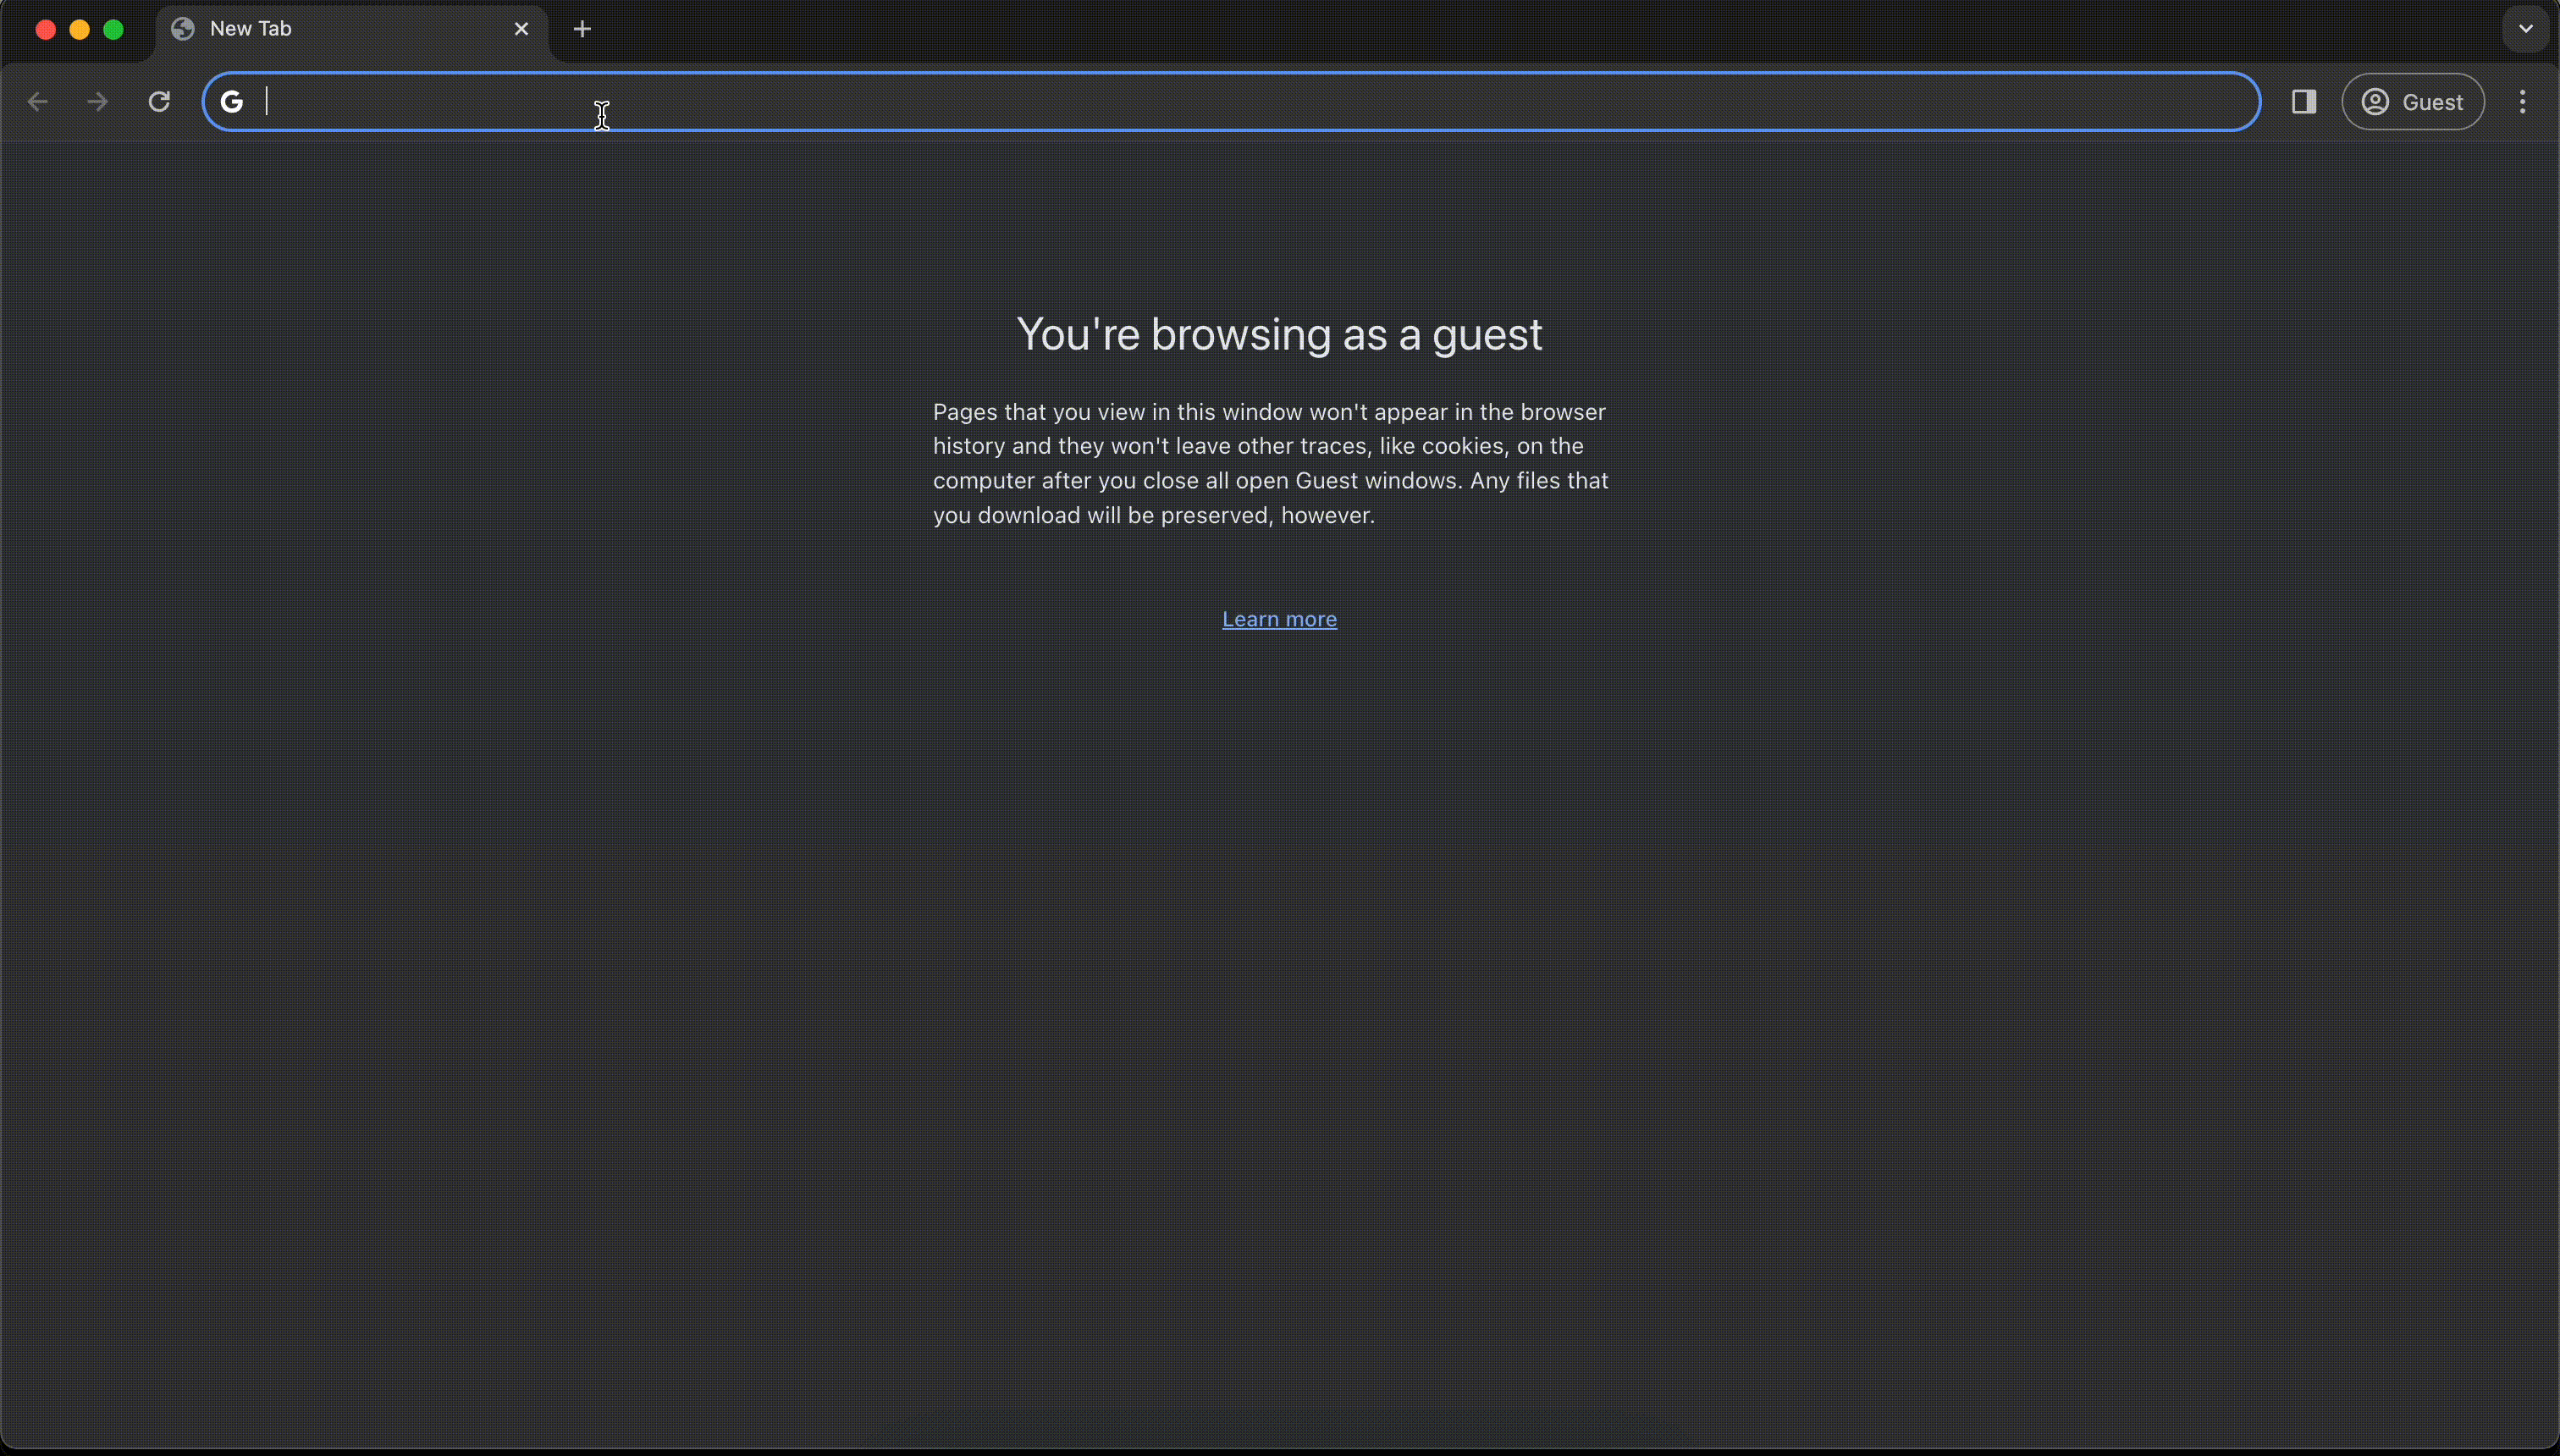 New Tab
Guest
You're browsing as a guest
Pages that you view in this window won't appear in the browser
history and they won't leave other traces, like cookies, on the
computer after you close all open Guest windows. Any files that
you download will be preserved, however.
Learn more